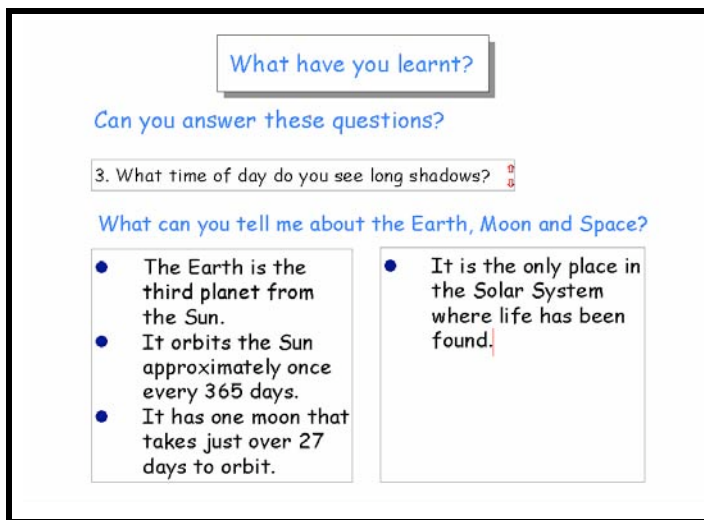 What have you learnt?
Can you answer these questions?
3. What time of day do you see long shadows?
What can you tell me about the Earth, Moon and Space?
The Earth is the
third planet from
the Sun.
It orbits the Sun
approximately once
every 365 days.
It has one moon that
takes just over 27
days to orbit.
It is the only place in
the Solar System
where life has been
found.